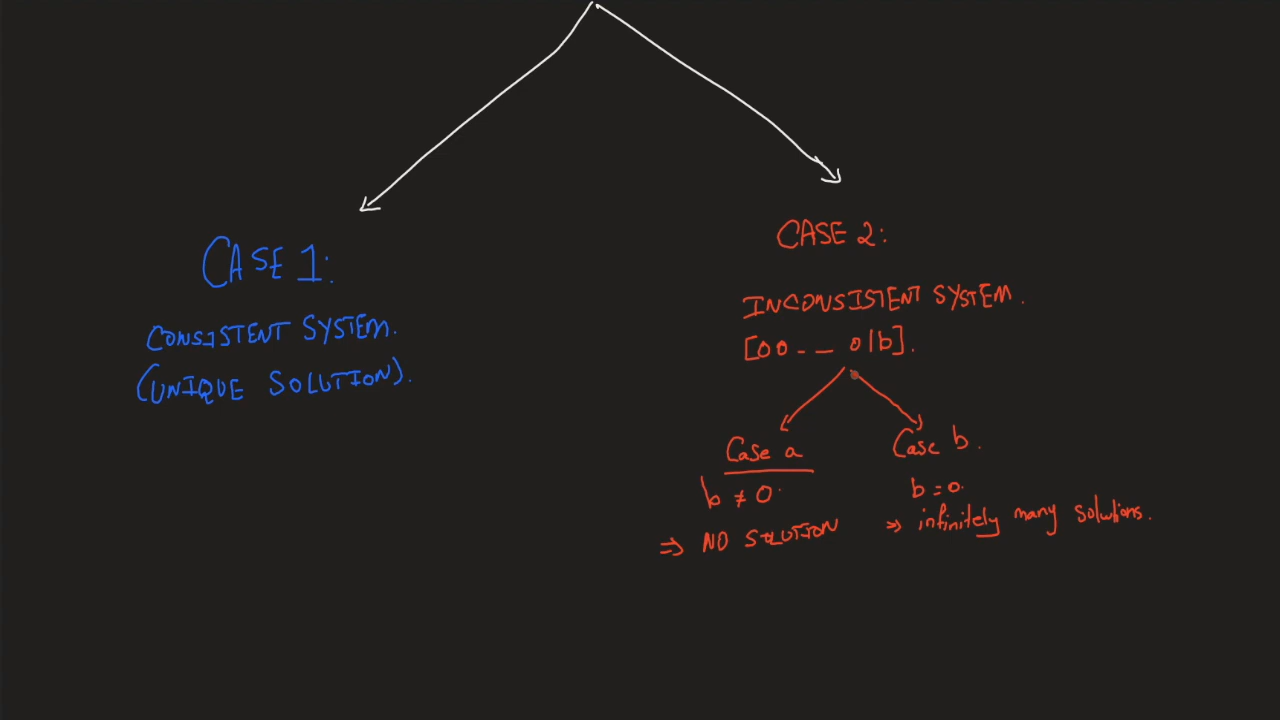 CASE 1:
CONSISTENT SYSTEM.
(UNIQUE SOLUTION).
CASE 2:
INCONSISTENT SYSTEM.
[00 - _ 0|b].
Case a
b ≠ 0.
⇒ NO SOLUTION
Case b.
b = 0.
⇒ infinitely many solutions.